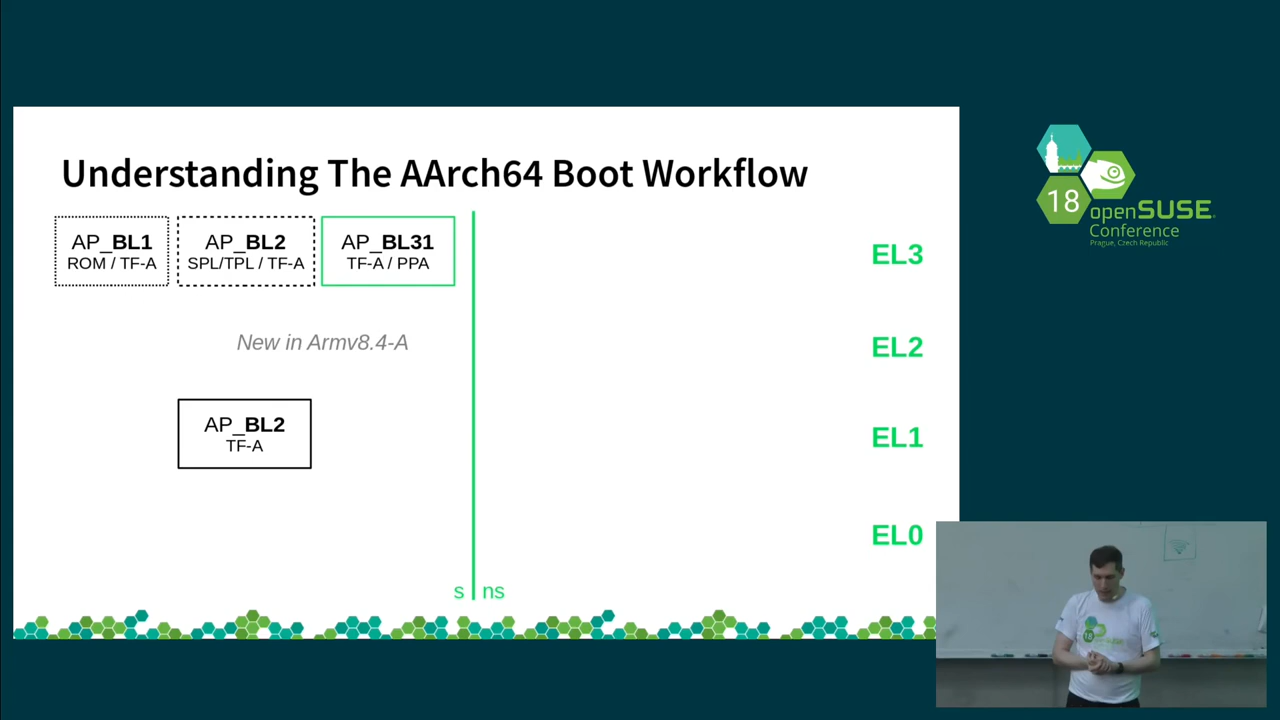 Understanding The AArch64 Boot Workflow
AP_BL1
ROM / TF-A
AP_BL2
SPL/TPL / TF-A
AP_BL31
TF-A / PPA
EL3
New in Armv8.4-A
EL2
AP_BL2
TF-A
EL1
EL0
s
ns
18
openSUSE
Conference
Prague, Czech Republic
18